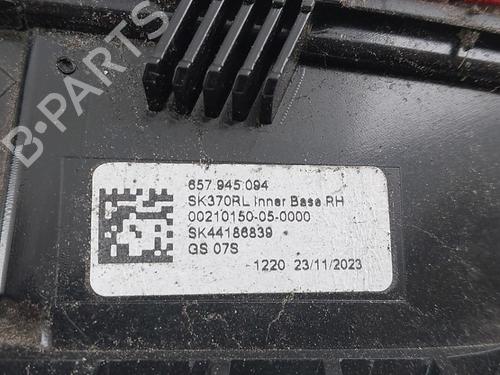 B-PARTS
657.945.094
SK370RL Inner Base RH
00210150-05-0000
SK44186839
GS 07S
1220 23/11/2023